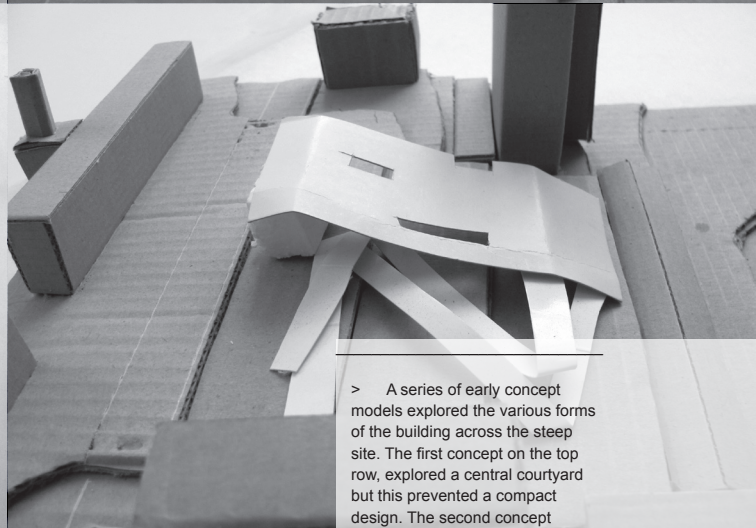 > A series of early concept
models explored the various forms
of the building across the steep
site. The first concept on the top
row, explored a central courtyard
but this prevented a compact
design. The second concept